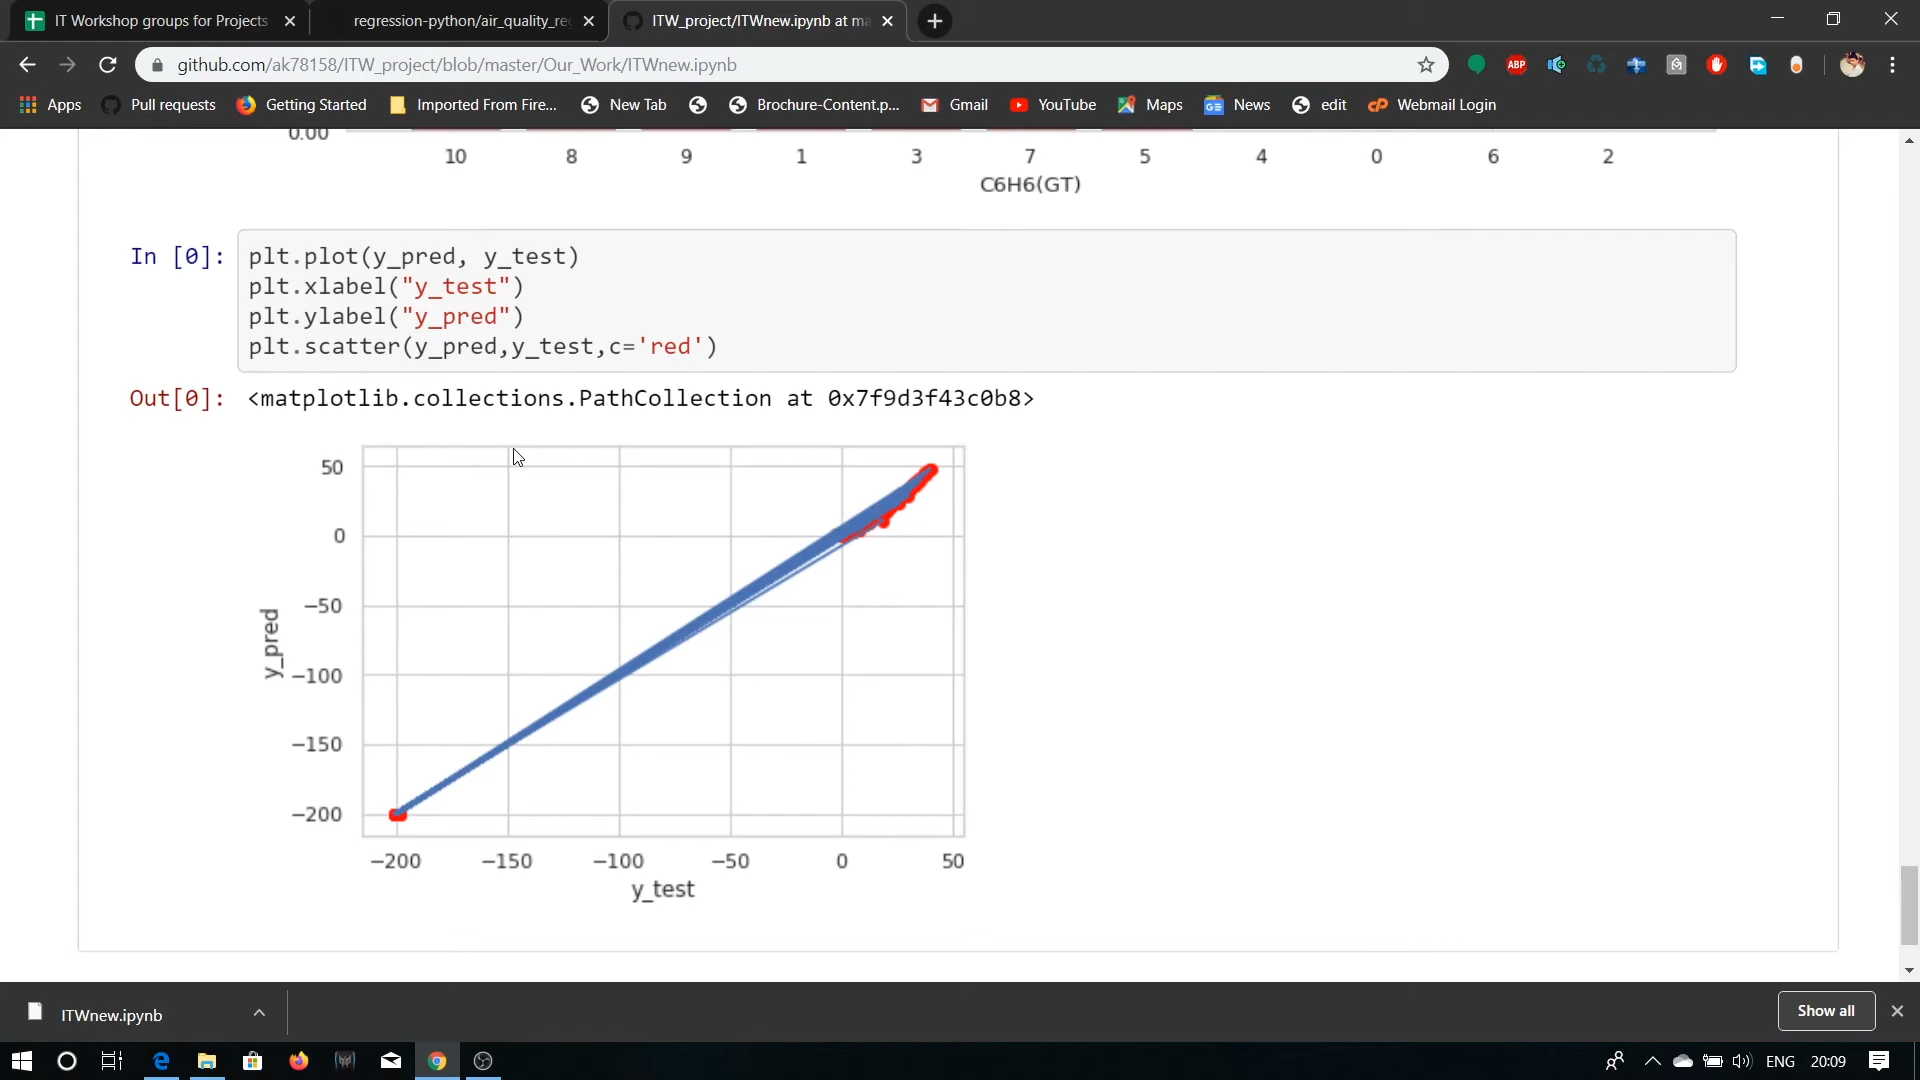 IT Workshop groups for Projects
regression-python/air_quality_re
ITW_project/ITWnew.ipynb at ma
github.com/ak78158/ITW_project/blob/master/Our_Work/ITWnew.ipynb
ABP
Apps
Pull requests
Getting Started
Imported From Fire...
New Tab
Brochure-Content.p...
Gmail
YouTube
Maps
News
edit
Webmail Login
0.00
10 8 9 1 3 7 5 4 0 6 2
C6H6(GT)
In [0]:
plt.plot(y_pred, y_test)
plt.xlabel("y_test")
plt.ylabel("y_pred")
plt.scatter(y_pred,y_test,c='red')
Out[0]: <matplotlib.collections.PathCollection at 0x7f9d3f43c0b8>
50
0
−50
−100
−150
−200
y_pred
−200 −150 −100 −50 0 50
y_test
ITWnew.ipynb
Show all
ENG
20:09